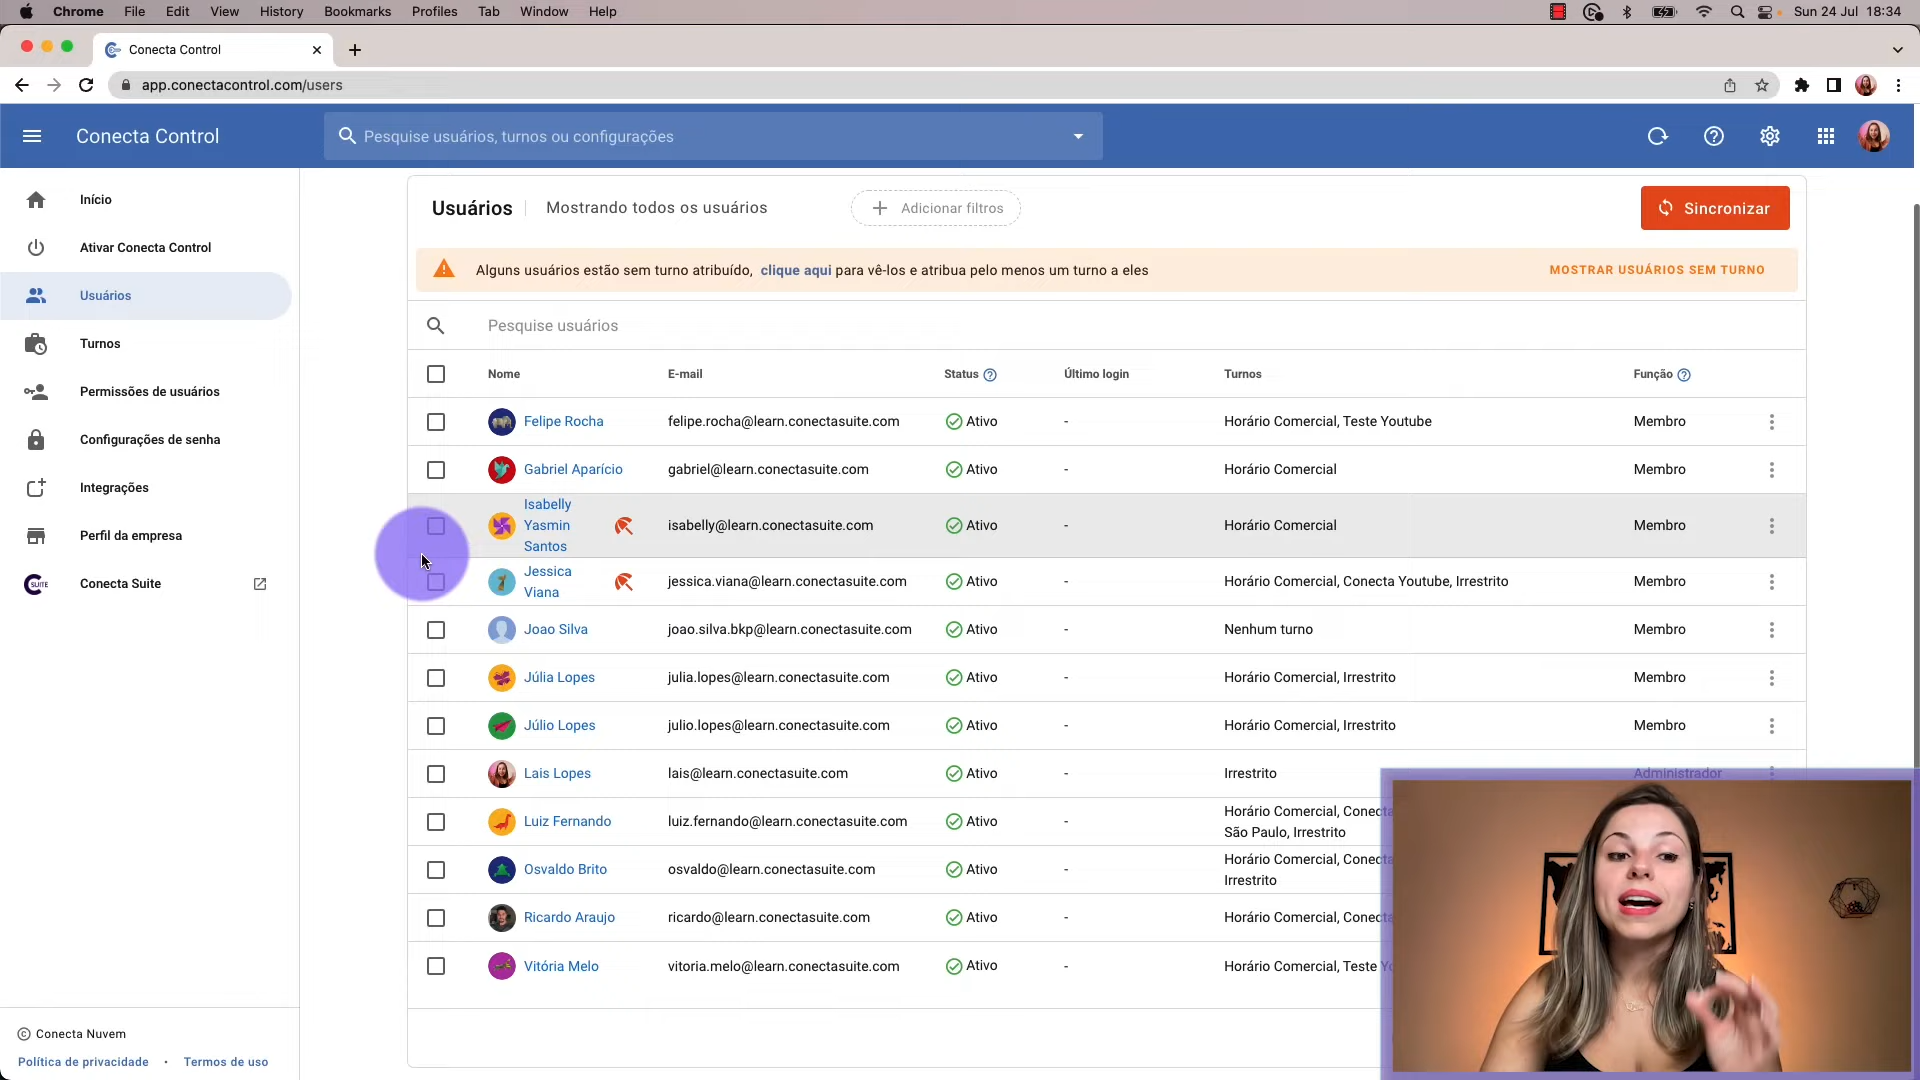 Chrome File Edit View History Bookmarks Profiles Tab Window Help Sun 24 Jul 18:34
Conecta Control
app.conectacontrol.com/users
Conecta Control
Pesquise usuários, turnos ou configurações
Início
Ativar Conecta Control
Usuários
Turnos
Permissões de usuários
Configurações de senha
Integrações
Perfil da empresa
SUITE Conecta Suite
© Conecta Nuvem
Política de privacidade · Termos de uso
Usuários Mostrando todos os usuários Adicionar filtros Sincronizar
Alguns usuários estão sem turno atribuído, clique aqui para vê-los e atribua pelo menos um turno a eles MOSTRAR USUÁRIOS SEM TURNO
Pesquise usuários
Nome E-mail Status Último login Turnos Função
Felipe Rocha felipe.rocha@learn.conectasuite.com Ativo - Horário Comercial, Teste Youtube Membro
Gabriel Aparício gabriel@learn.conectasuite.com Ativo - Horário Comercial Membro
Isabelly
Yasmin isabelly@learn.conectasuite.com Ativo - Horário Comercial Membro
Santos
Jessica
Viana jessica.viana@learn.conectasuite.com Ativo - Horário Comercial, Conecta Youtube, Irrestrito Membro
Joao Silva joao.silva.bkp@learn.conectasuite.com Ativo - Nenhum turno Membro
Júlia Lopes julia.lopes@learn.conectasuite.com Ativo - Horário Comercial, Irrestrito Membro
Júlio Lopes julio.lopes@learn.conectasuite.com Ativo - Horário Comercial, Irrestrito Membro
Lais Lopes lais@learn.conectasuite.com Ativo - Irrestrito Administrador
Luiz Fernando luiz.fernando@learn.conectasuite.com Ativo - Horário Comercial, Conecta
São Paulo, Irrestrito
Osvaldo Brito osvaldo@learn.conectasuite.com Ativo - Horário Comercial, Conecta
Irrestrito
Ricardo Araujo ricardo@learn.conectasuite.com Ativo - Horário Comercial, Conecta
Vitória Melo vitoria.melo@learn.conectasuite.com Ativo - Horário Comercial, Teste